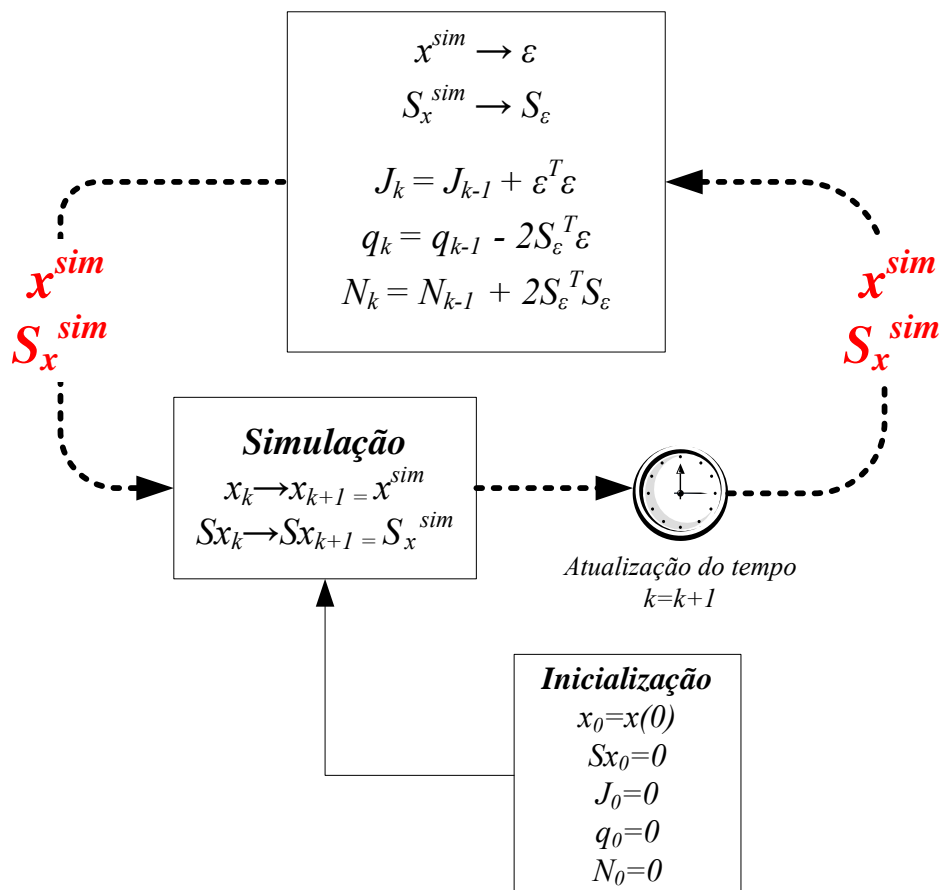 x^sim → ε
S_x^sim → S_ε
J_k = J_k-1 + ε^T ε
q_k = q_k-1 - 2S_ε^T ε
N_k = N_k-1 + 2S_ε^T S_ε
x^sim
S_x^sim
x^sim
S_x^sim
Simulação
x_k→x_k+1 = x^sim
Sx_k→Sx_k+1 = S_x^sim
Atualização do tempo
k=k+1
Inicialização
x_0=x(0)
Sx_0=0
J_0=0
q_0=0
N_0=0